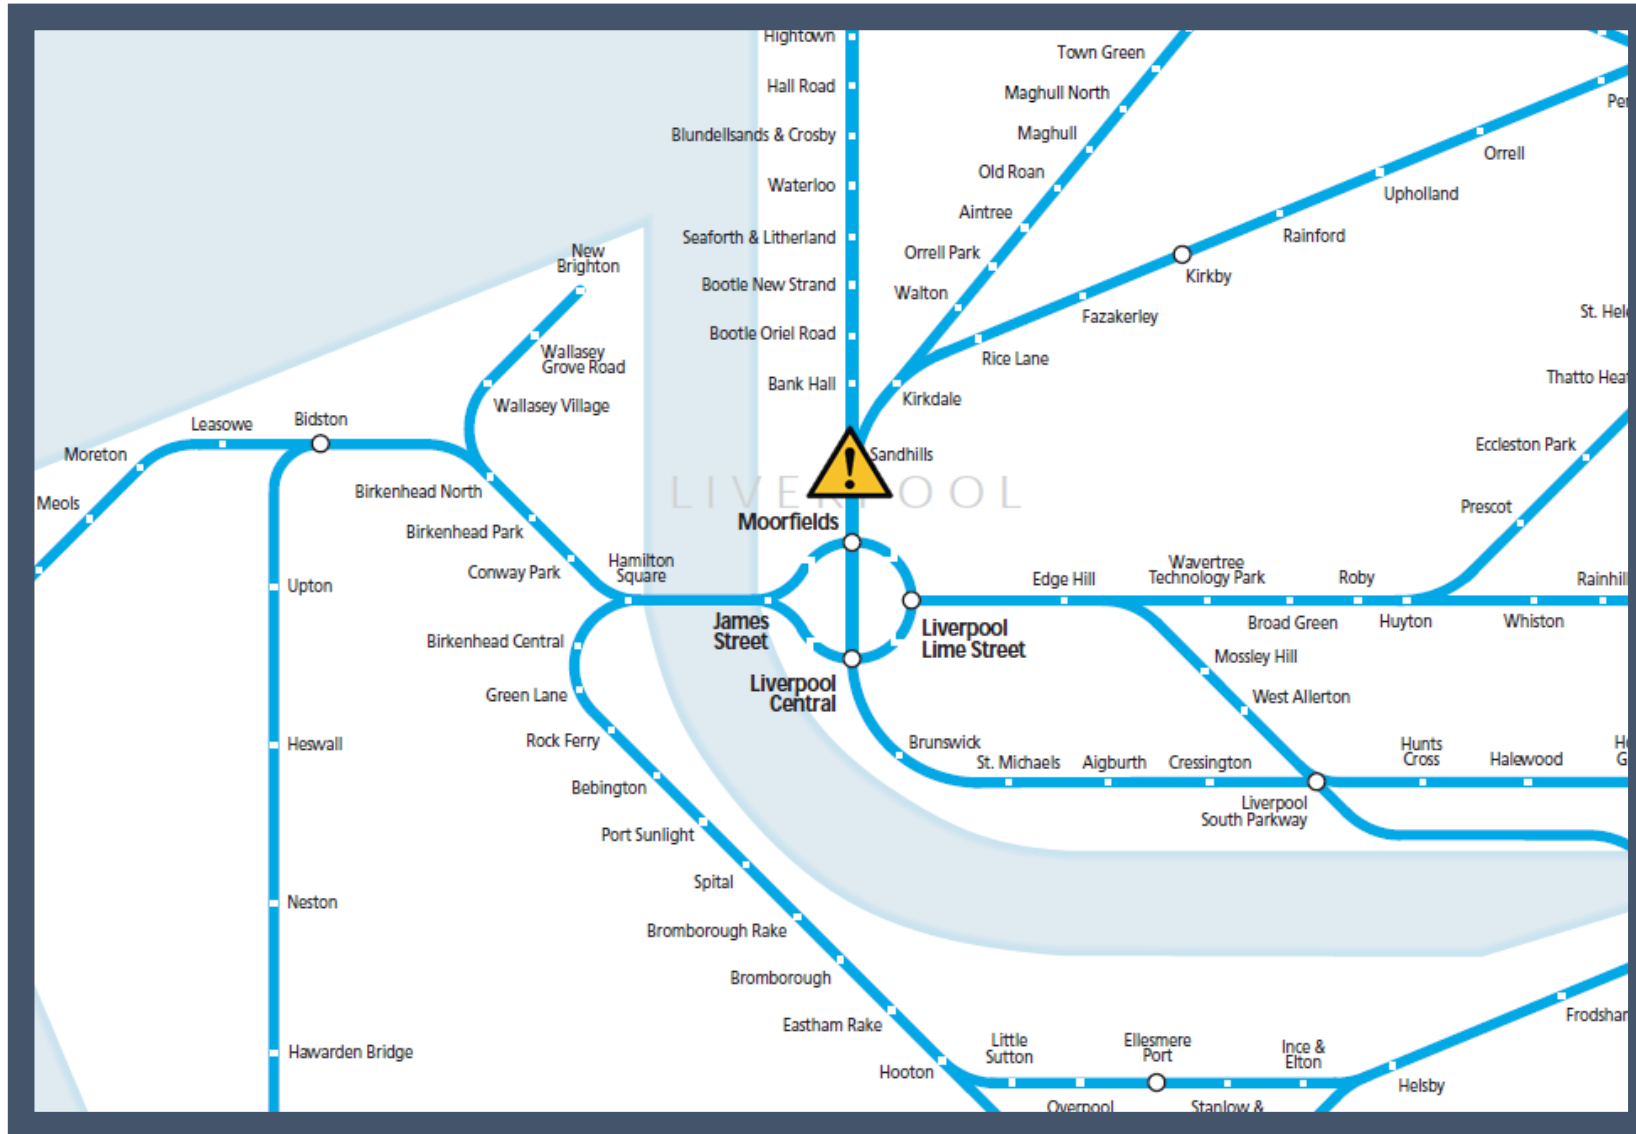 Hightown
Town Green
Hall Road
Maghull North
Blundellsands & Crosby
Maghull
Orrell
Old Roan
Waterloo
Upholland
Aintree
Seaforth & Litherland
Rainford
New
Brighton
Orrell Park
Kirkby
Bootle New Strand
Walton
Fazakerley
Bootle Oriel Road
Rice Lane
Wallasey
Grove Road
Bank Hall
Kirkdale
Wallasey Village
Leasowe
Bidston
Moreton
Sandhills
Eccleston Park
Meols
Birkenhead North
LIVERPOOL
Prescot
Moorfields
Birkenhead Park
Conway Park
Hamilton
Square
Edge Hill
Wavertree
Technology Park
Roby
Upton
James
Street
Liverpool
Lime Street
Broad Green
Huyton
Whiston
Birkenhead Central
Mossley Hill
Green Lane
Liverpool
Central
West Allerton
Rock Ferry
Heswall
Brunswick
St. Michaels
Aigburth
Cressington
Hunts
Cross
Halewood
Bebington
Liverpool
South Parkway
Port Sunlight
Spital
Neston
Bromborough Rake
Bromborough
Eastham Rake
Hawarden Bridge
Hooton
Little
Sutton
Ellesmere
Port
Ince &
Elton
Helsby
Overpool
Stanlow &
St. Hel
Thatto Hea
Rainhil
Frodshar
Per